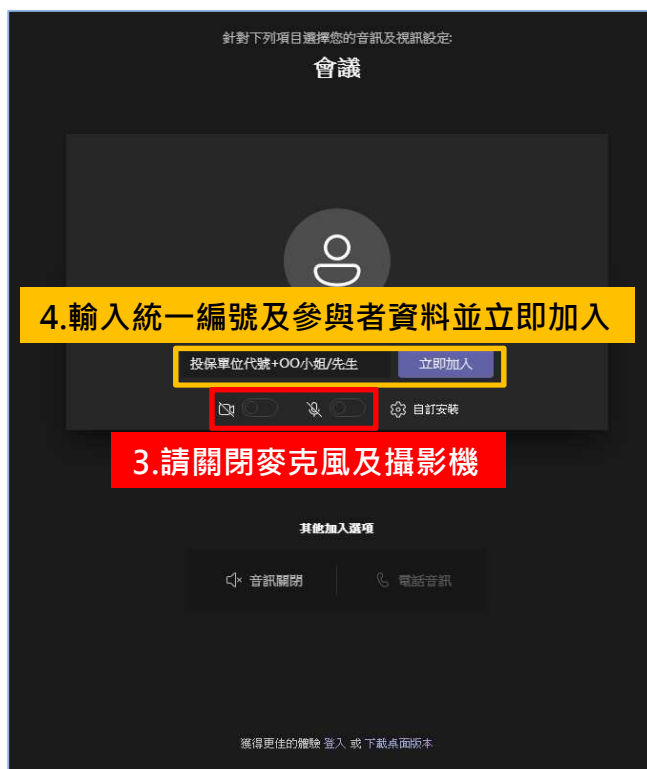 針對下列項目選擇您的音訊及視訊設定:
會議
4.輸入統一編號及參與者資料並立即加入
投保單位代號+OO小姐/先生 立即加入
自訂安裝
3.請關閉麥克風及攝影機
其他加入選項
音訊關閉 電話音訊
獲得更佳的體驗 登入 或 下載桌面版本